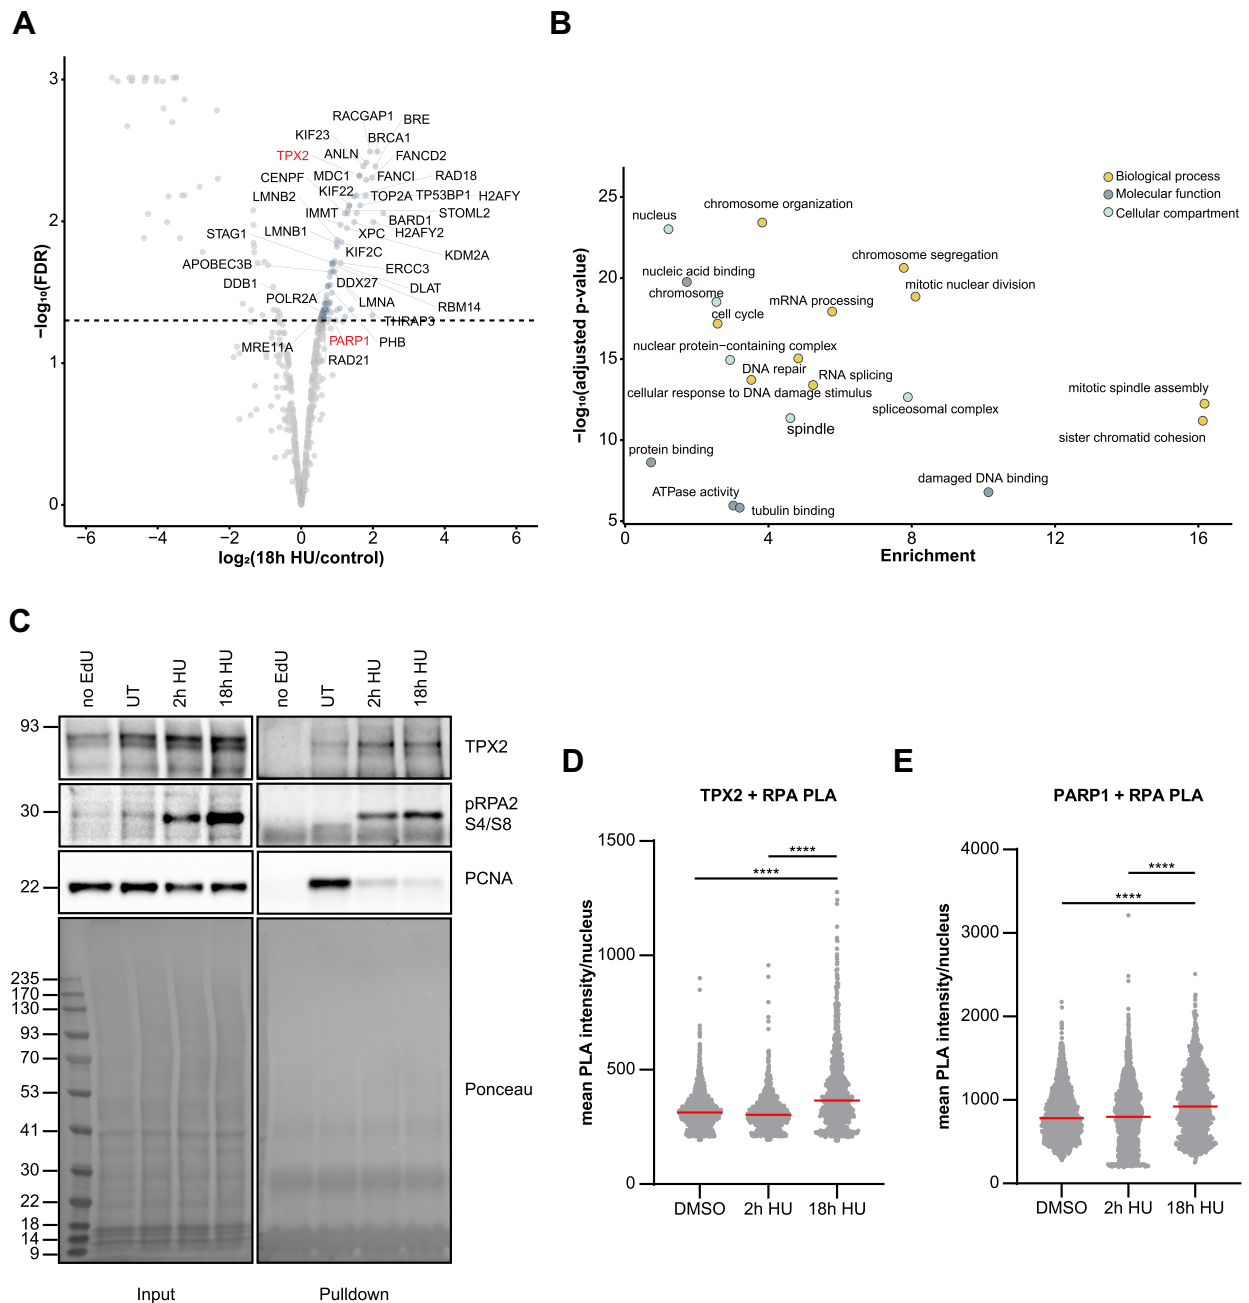 A
3
2
1
0
−log₁₀(FDR)
−6
−4
−2
0
2
4
6
log₂(18h HU/control)
RACGAP1
BRE
KIF23
BRCA1
TPX2
ANLN
FANCD2
CENPF
MDC1
FANCI
RAD18
LMNB2
KIF22
TOP2A
TP53BP1
H2AFY
IMMT
BARD1
STOML2
STAG1
LMNB1
XPC
H2AFY2
KIF2C
KDM2A
APOBEC3B
ERCC3
DDB1
DDX27
DLAT
POLR2A
LMNA
RBM14
THRAP3
MRE11A
PARP1
PHB
RAD21
B
25
20
15
10
5
−log₁₀(adjusted p-value)
0
4
8
12
16
Enrichment
Biological process
Molecular function
Cellular compartment
chromosome organization
nucleus
chromosome segregation
nucleic acid binding
mitotic nuclear division
chromosome
mRNA processing
cell cycle
nuclear protein−containing complex
DNA repair
RNA splicing
cellular response to DNA damage stimulus
mitotic spindle assembly
spliceosomal complex
spindle
sister chromatid cohesion
protein binding
damaged DNA binding
ATPase activity
tubulin binding
C
no EdU
UT
2h HU
18h HU
no EdU
UT
2h HU
18h HU
93
TPX2
30
pRPA2
S4/S8
22
PCNA
235
170
130
93
70
53
41
30
22
18
14
9
Ponceau
Input
Pulldown
D
TPX2 + RPA PLA
1500
1000
500
0
mean PLA intensity/nucleus
****
****
DMSO
2h HU
18h HU
E
PARP1 + RPA PLA
4000
3000
2000
1000
0
mean PLA intensity/nucleus
****
****
DMSO
2h HU
18h HU